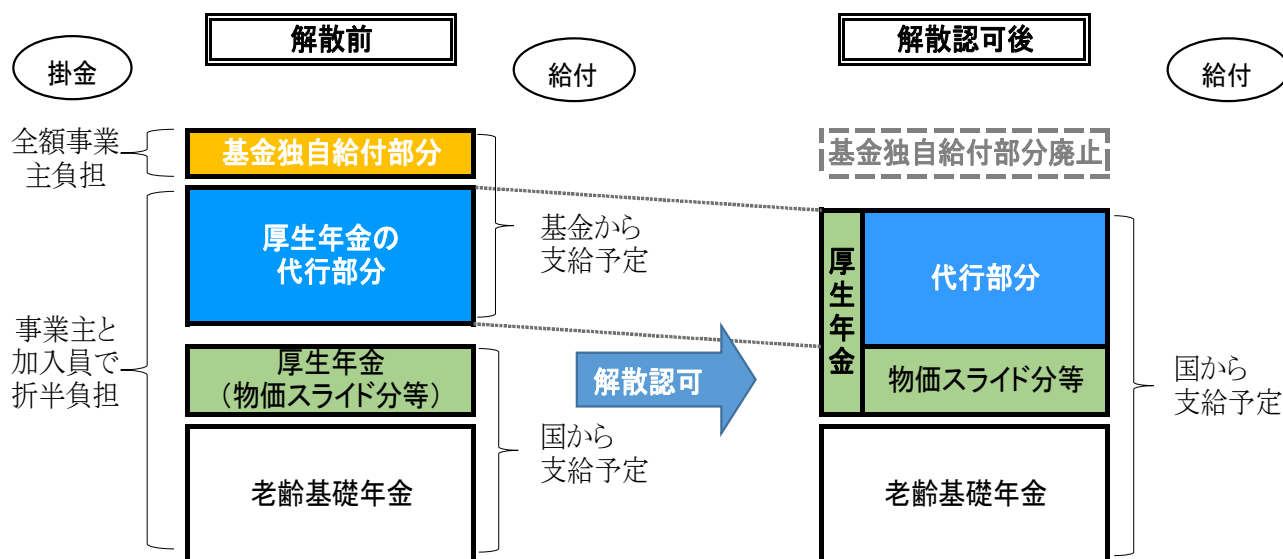 解散前
解散認可後
掛金
給付
給付
全額事業
主負担
基金独自給付部分
基金独自給付部分廃止
厚生年金の
代行部分
基金から
支給予定
厚生年金
代行部分
事業主と
加入員で
折半負担
厚生年金
（物価スライド分等）
解散認可
物価スライド分等
国から
支給予定
国から
支給予定
老齢基礎年金
老齢基礎年金